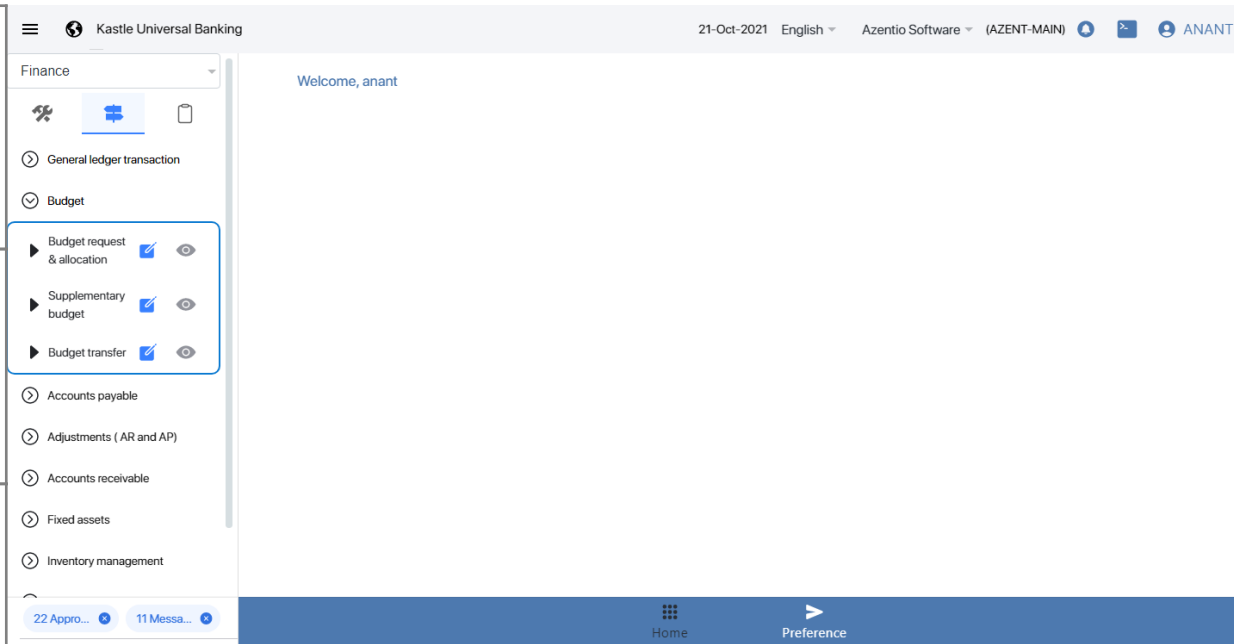 Kastle Universal Banking
21-Oct-2021 English Azentio Software (AZENT-MAIN) ANANT
Finance
Welcome, anant
General ledger transaction
Budget
Budget request
& allocation
Supplementary
budget
Budget transfer
Accounts payable
Adjustments ( AR and AP)
Accounts receivable
Fixed assets
Inventory management
22 Appro... 11 Messa...
Home
Preference